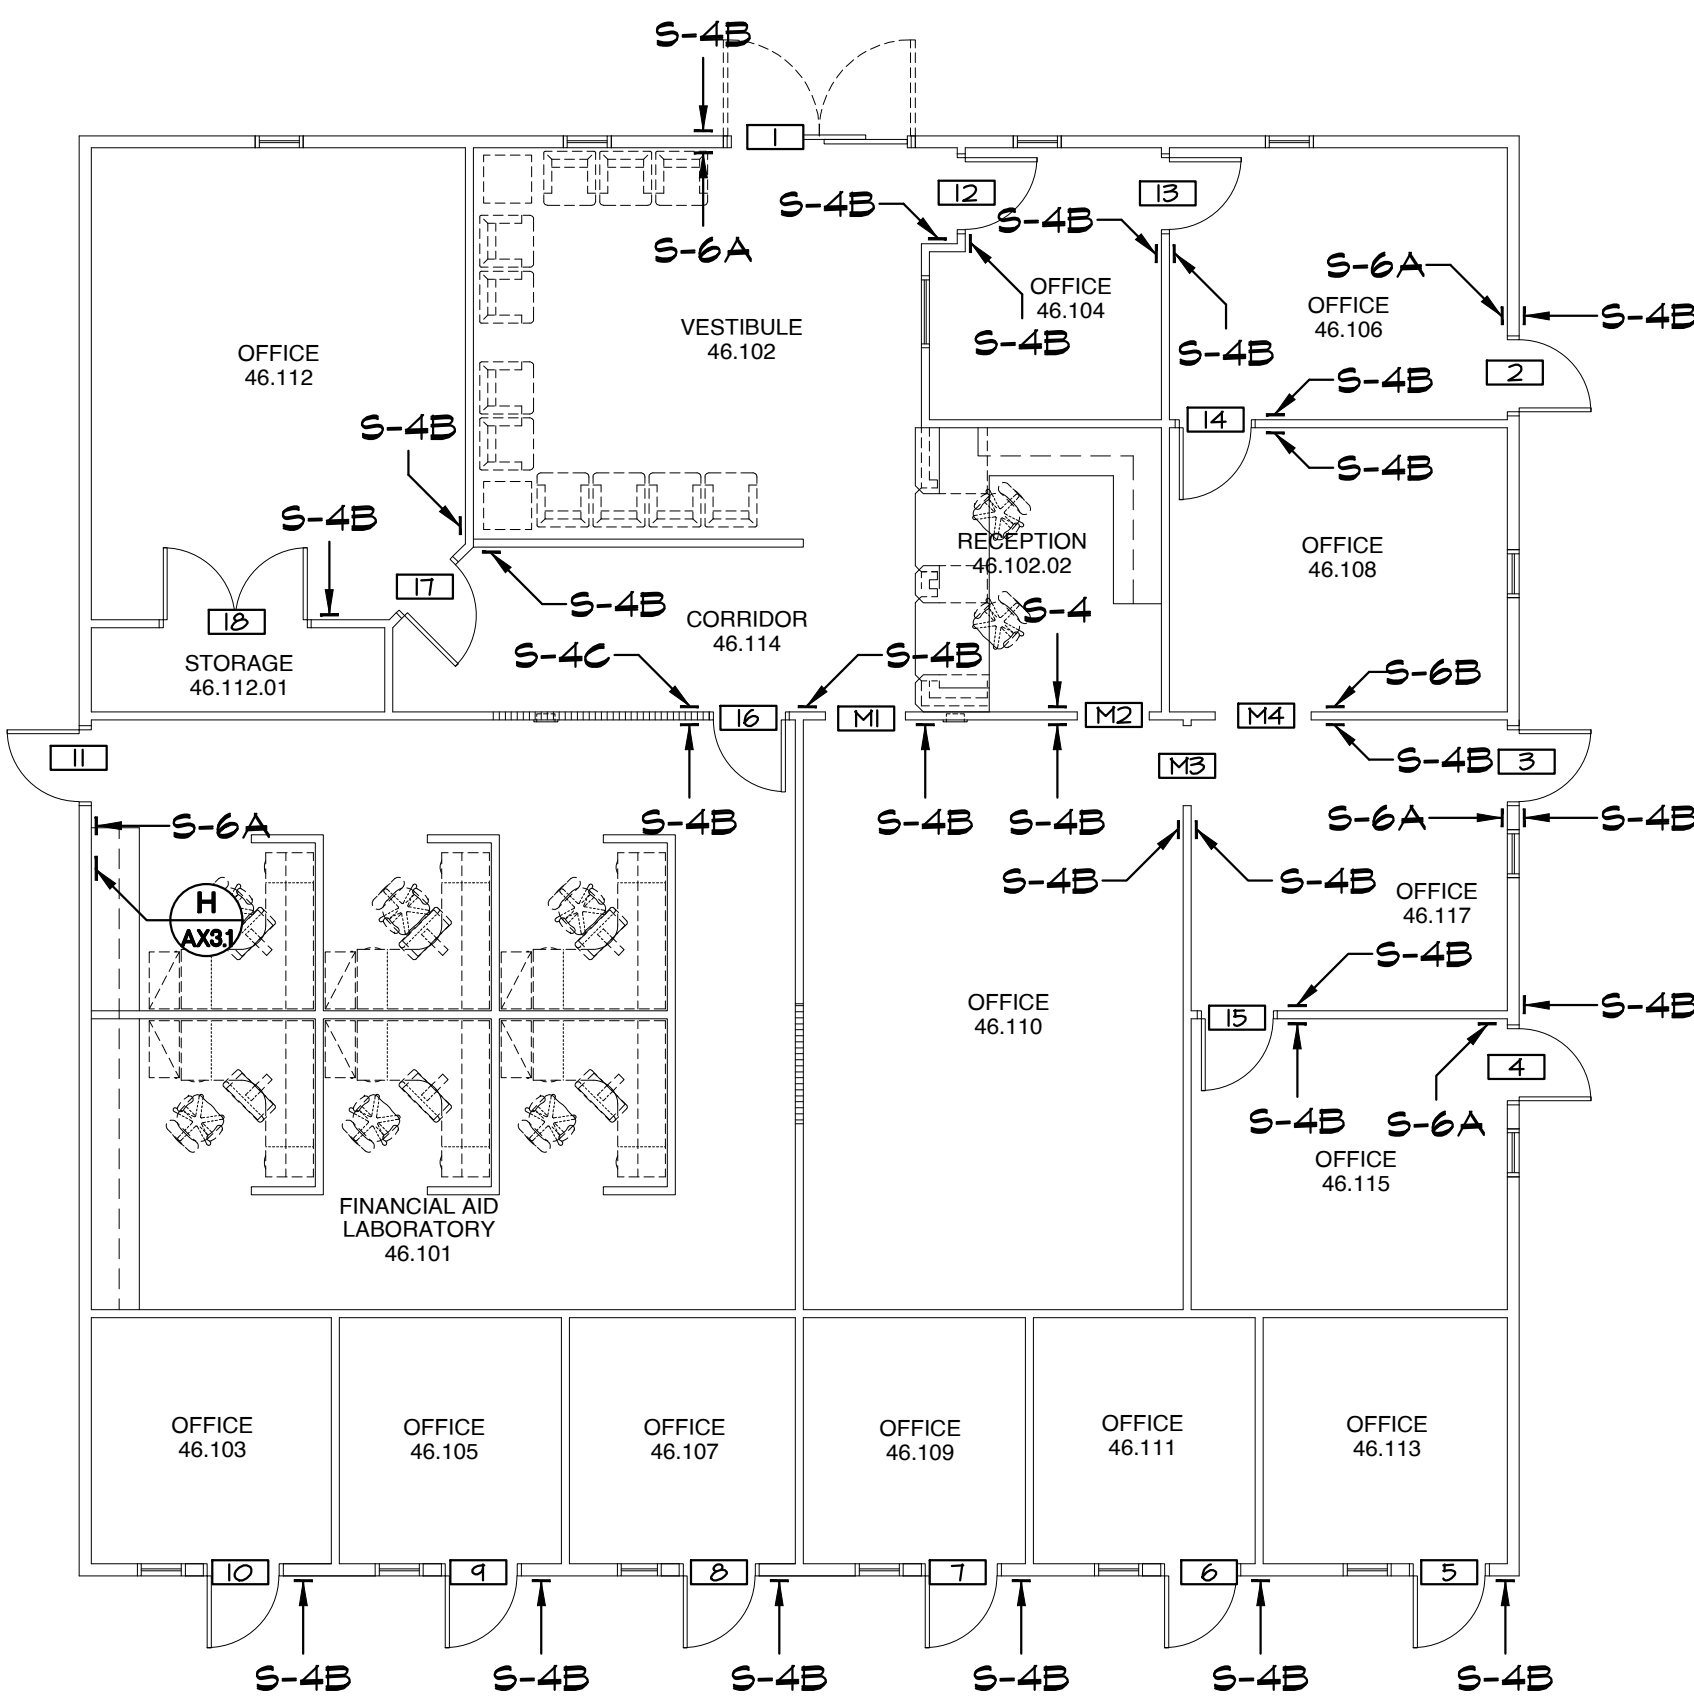 S-4B
1
12
13
S-4B
S-4B
S-6A
S-6A
OFFICE
46.104
OFFICE
46.106
S-4B
VESTIBULE
46.102
S-4B
S-4B
OFFICE
46.112
2
S-4B
14
S-4B
S-4B
S-4B
S-4B
RECEPTION
46.102.02
OFFICE
46.108
17
S-4B
S-4
18
CORRIDOR
46.114
STORAGE
46.112.01
S-4C
S-4B
S-6B
16
M1
M2
M4
11
M3
S-4B
3
S-6A
S-4B
S-4B
S-4B
S-6A
S-4B
S-4B
S-4B
OFFICE
46.117
H
AX3.1
S-4B
OFFICE
46.110
S-4B
15
4
S-4B
S-6A
OFFICE
46.115
FINANCIAL AID
LABORATORY
46.101
OFFICE
46.103
OFFICE
46.105
OFFICE
46.107
OFFICE
46.109
OFFICE
46.111
OFFICE
46.113
10
9
8
7
6
5
S-4B
S-4B
S-4B
S-4B
S-4B
S-4B